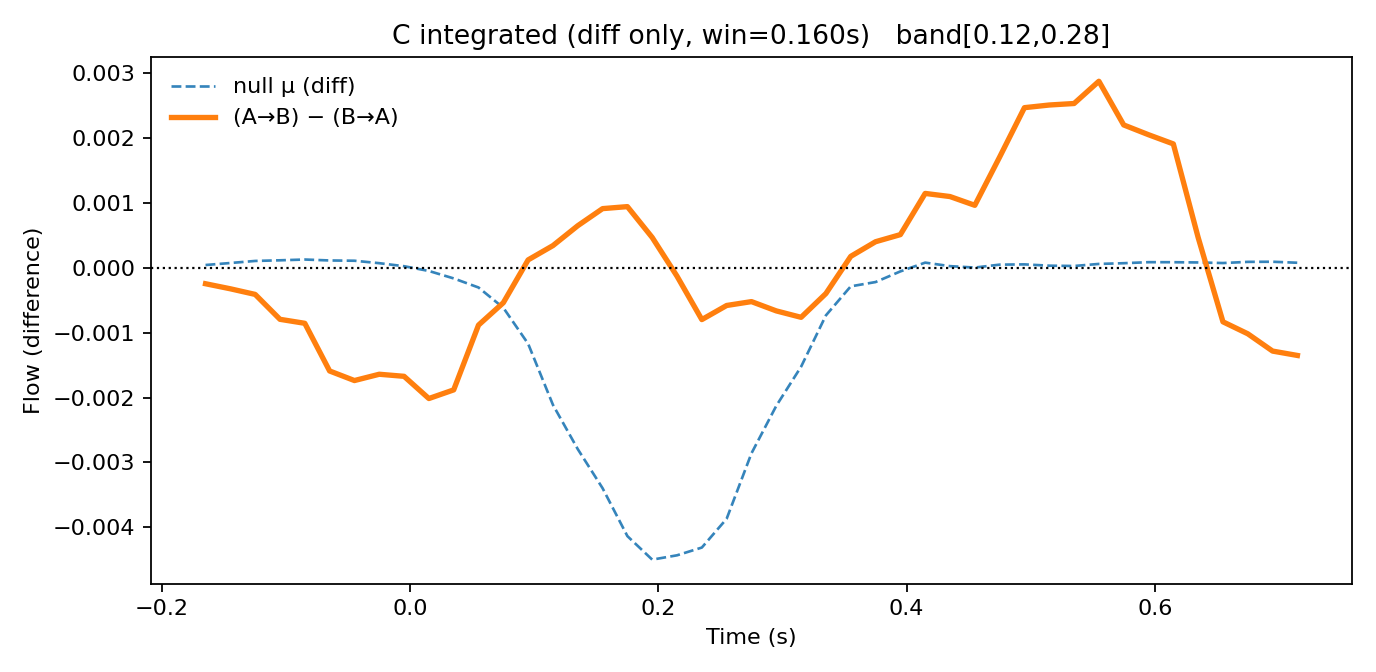 C integrated (diff only, win=0.160s)   band[0.12,0.28]
null μ (diff)
(A→B) − (B→A)
Flow (difference)
0.003
0.002
0.001
0.000
−0.001
−0.002
−0.003
−0.004
−0.2
0.0
0.2
0.4
0.6
Time (s)